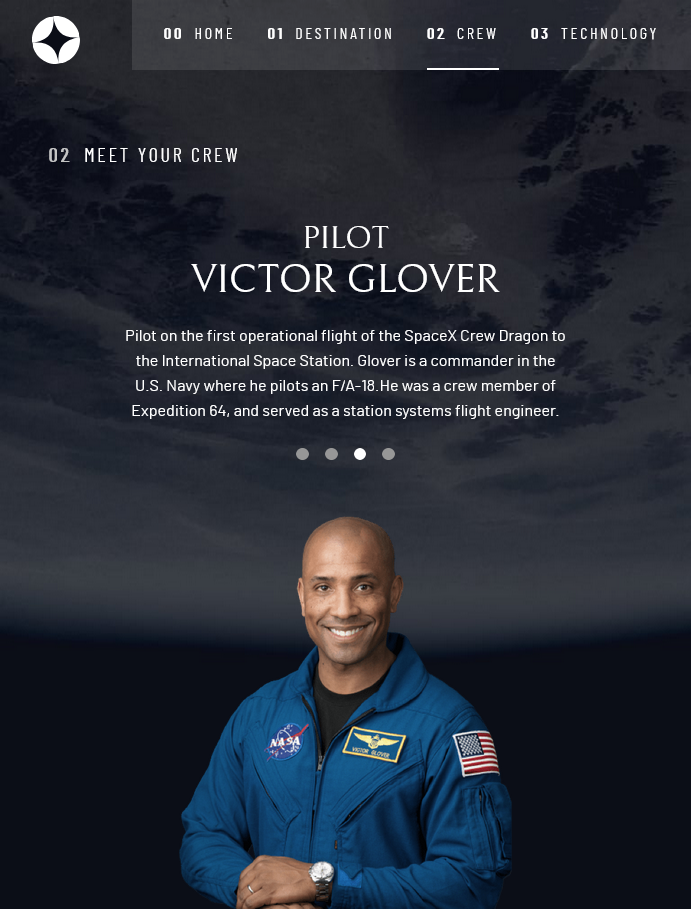 00 HOME 01 DESTINATION 02 CREW 03 TECHNOLOGY
02 MEET YOUR CREW
PILOT
VICTOR GLOVER
Pilot on the first operational flight of the SpaceX Crew Dragon to
the International Space Station. Glover is a commander in the
U.S. Navy where he pilots an F/A-18.He was a crew member of
Expedition 64, and served as a station systems flight engineer.
NASA
VICTOR GLOVER